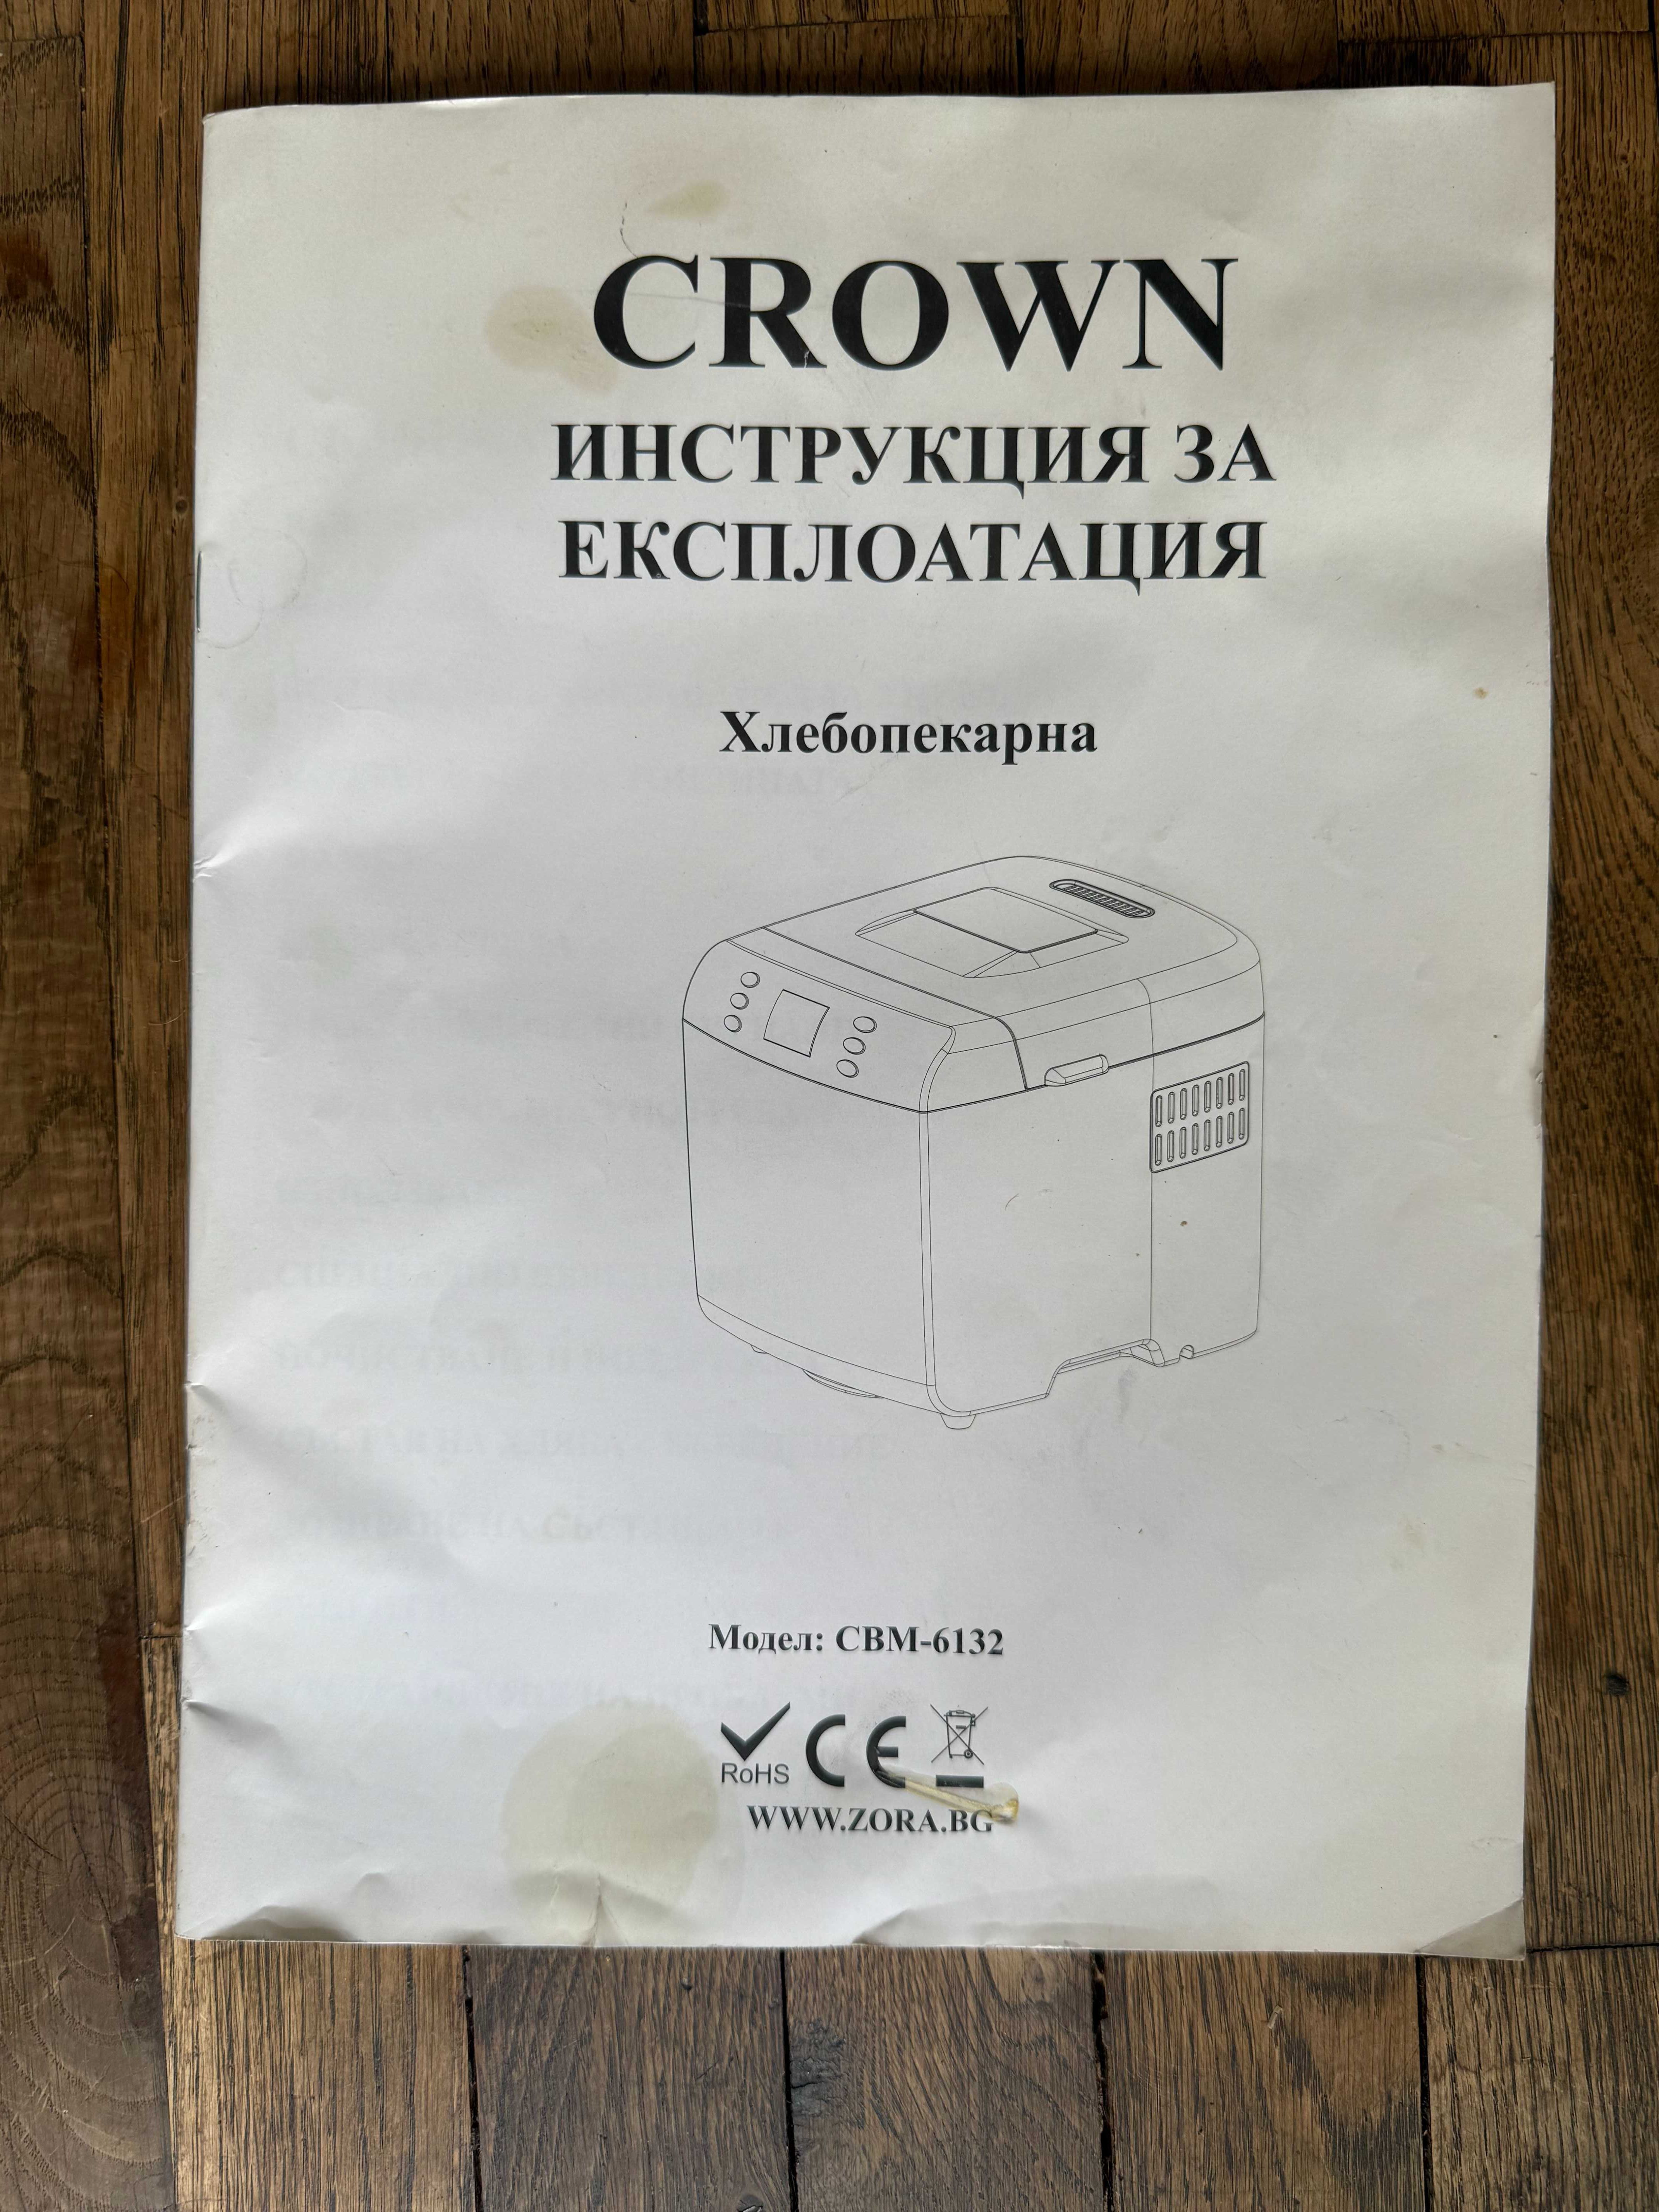 CROWN
ИНСТРУКЦИЯ ЗА
ЕКСПЛОАТАЦИЯ
Хлебопекарна
Модел: CBM-6132
RoHS CE
WWW.ZORA.BG